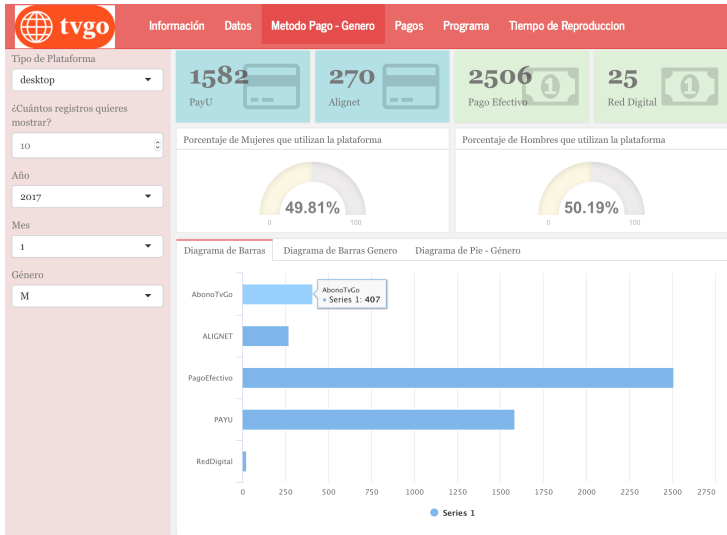 tvgo
Información Datos Metodo Pago - Genero Pagos Programa Tiempo de Reproduccion
Tipo de Plataforma
desktop
¿Cuántos registros quieres
mostrar?
10
Año
2017
Mes
1
Género
M
1582
PayU
270
Alignet
2506
Pago Efectivo
1
25
Red Digital
1
Porcentaje de Mujeres que utilizan la plataforma
49.81%
0 100
Porcentaje de Hombres que utilizan la plataforma
50.19%
0 100
Diagrama de Barras Diagrama de Barras Genero Diagrama de Pie - Género
AbonoTvGo
AbonoTvGo
Series 1: 407
ALIGNET
PagoEfectivo
PAYU
RedDigital
0 250 500 750 1000 1250 1500 1750 2000 2250 2500 2750
Series 1